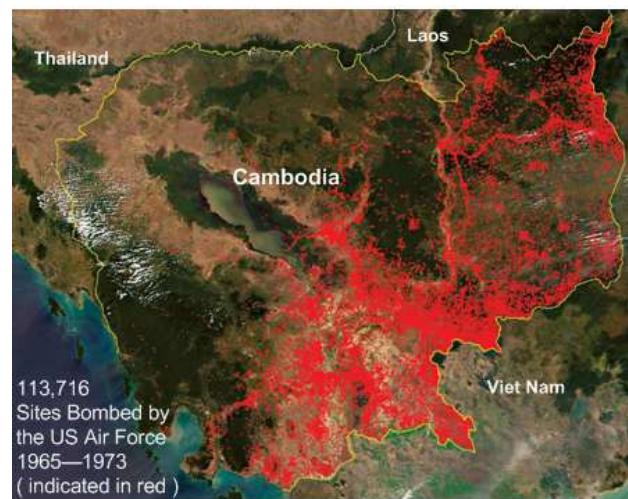 Thailand
Laos
Cambodia
Viet Nam
113,716
Sites Bombed by
the US Air Force
1965—1973
( indicated in red )